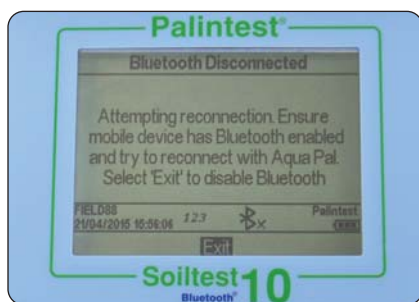 Palintest®
Bluetooth Disconnected
Attempting reconnection. Ensure
mobile device has Bluetooth enabled
and try to reconnect with Aqua Pal.
Select 'Exit' to disable Bluetooth
FIELD88 123 Palintest
21/04/2015 15:56:06
Exit
Soiltest 10
Bluetooth®